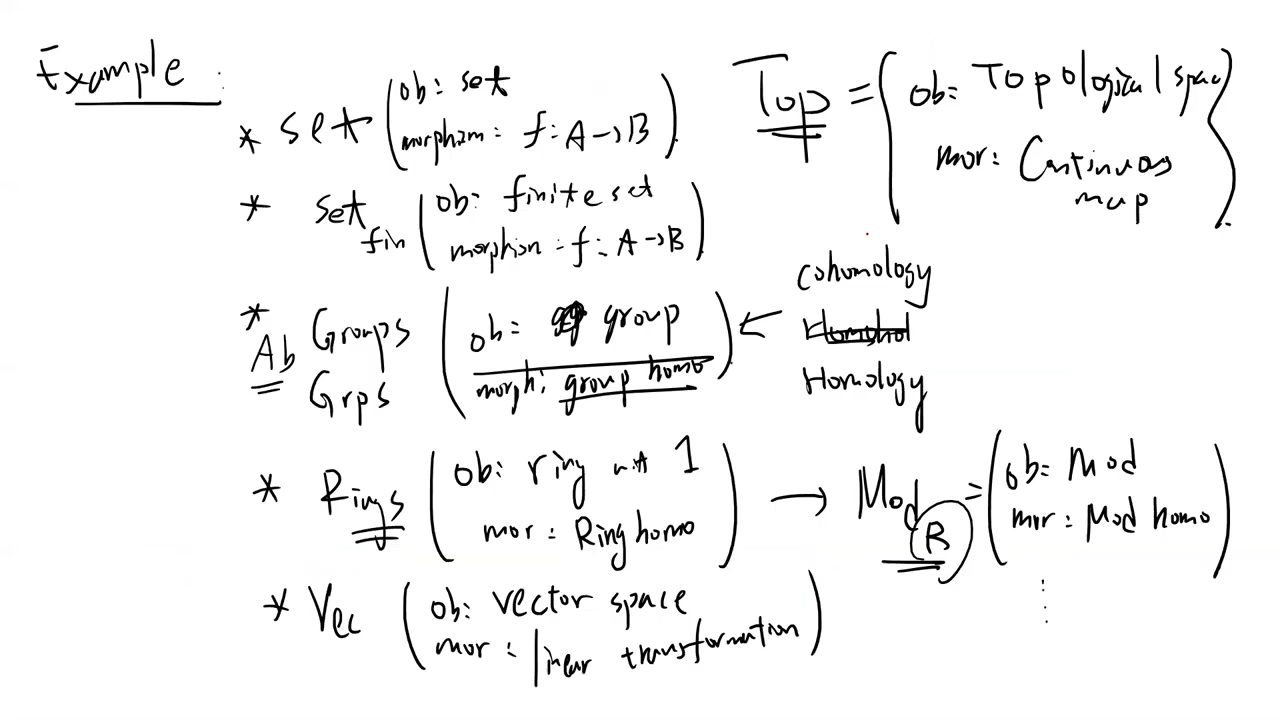 Example :
* Set ( ob: set
morphism : f: A → B )
* Set fin ( ob: finite set
morphism : f: A → B )
* Groups ( ob: group
Ab Grps morph: group homo )
* Rings ( ob: ring with 1
mor : Ring homo )
* Vec ( ob: vector space
mor : linear transformation )
Top = { ob: Topological space
mor: Continuous
map }
← cohomology
Homology
→ Mod R = ( ob: Mod
mor : Mod homo )